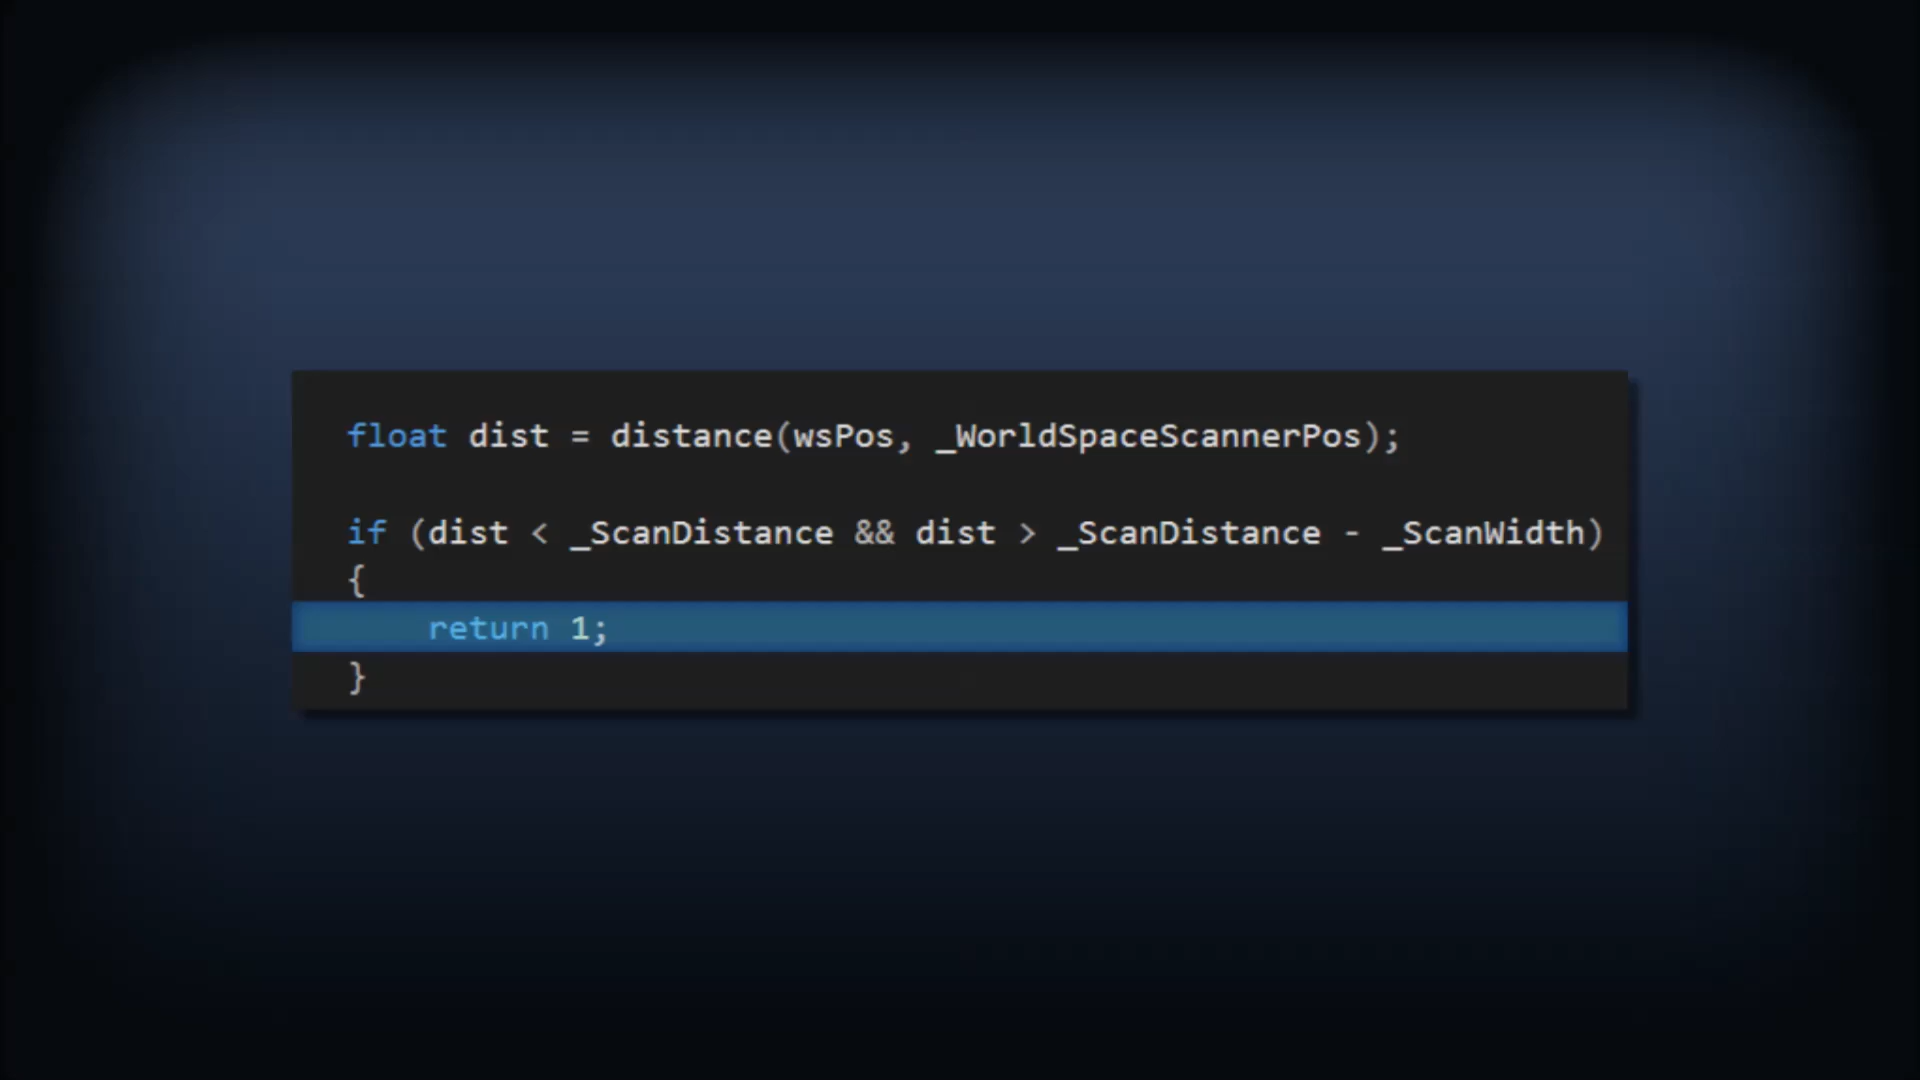 float dist = distance(wsPos, _WorldSpaceScannerPos);
if (dist < _ScanDistance && dist > _ScanDistance - _ScanWidth)
{
return 1;
}